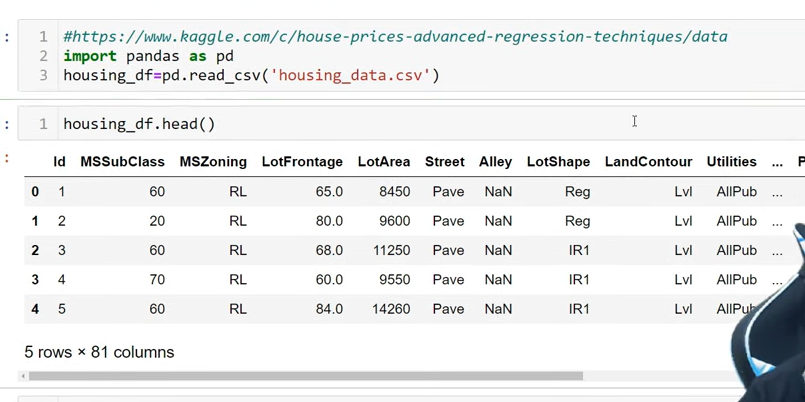 : 1 #https://www.kaggle.com/c/house-prices-advanced-regression-techniques/data
2 import pandas as pd
3 housing_df=pd.read_csv('housing_data.csv')
: 1 housing_df.head()
:
Id MSSubClass MSZoning LotFrontage LotArea Street Alley LotShape LandContour Utilities ... P
0 1 60 RL 65.0 8450 Pave NaN Reg Lvl AllPub ...
1 2 20 RL 80.0 9600 Pave NaN Reg Lvl AllPub ...
2 3 60 RL 68.0 11250 Pave NaN IR1 Lvl AllPub ...
3 4 70 RL 60.0 9550 Pave NaN IR1 Lvl AllPub ...
4 5 60 RL 84.0 14260 Pave NaN IR1 Lvl AllPub
5 rows × 81 columns